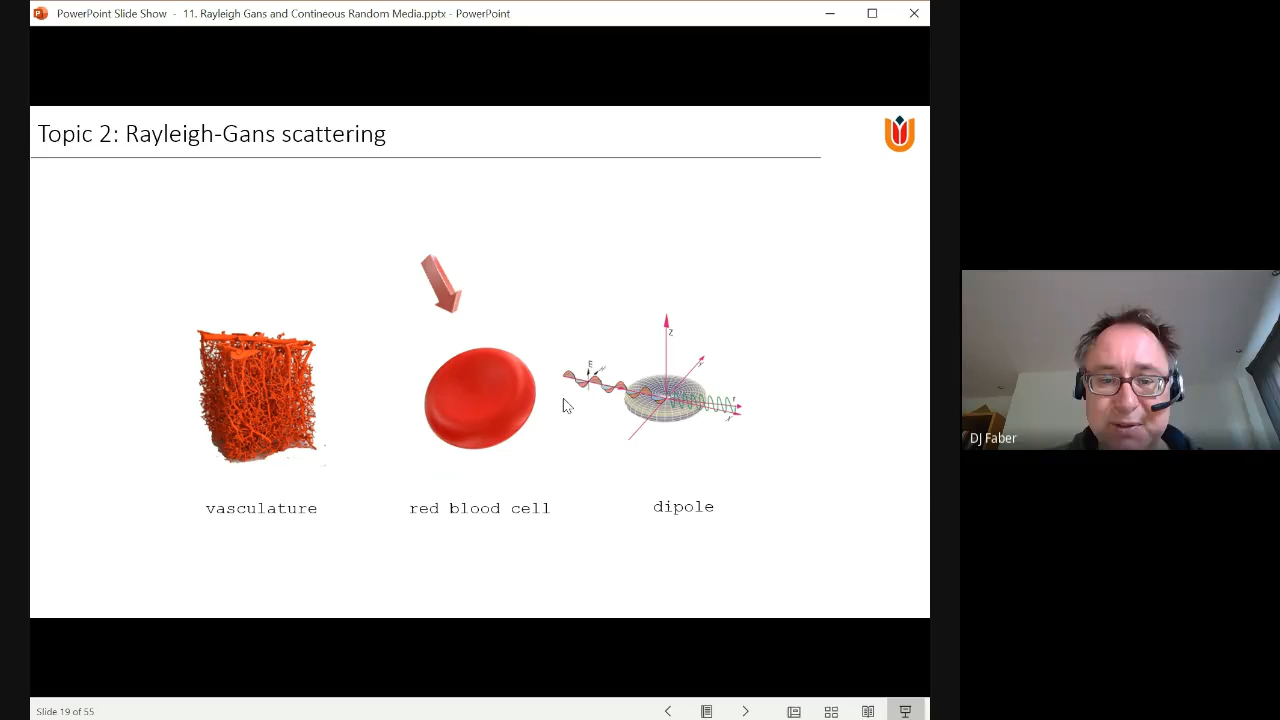 PowerPoint Slide Show - 11. Rayleigh Gans and Contineous Random Media.pptx - PowerPoint
Topic 2: Rayleigh-Gans scattering
Z
E
r
vasculature
red blood cell
dipole
DJ Faber
Slide 19 of 55